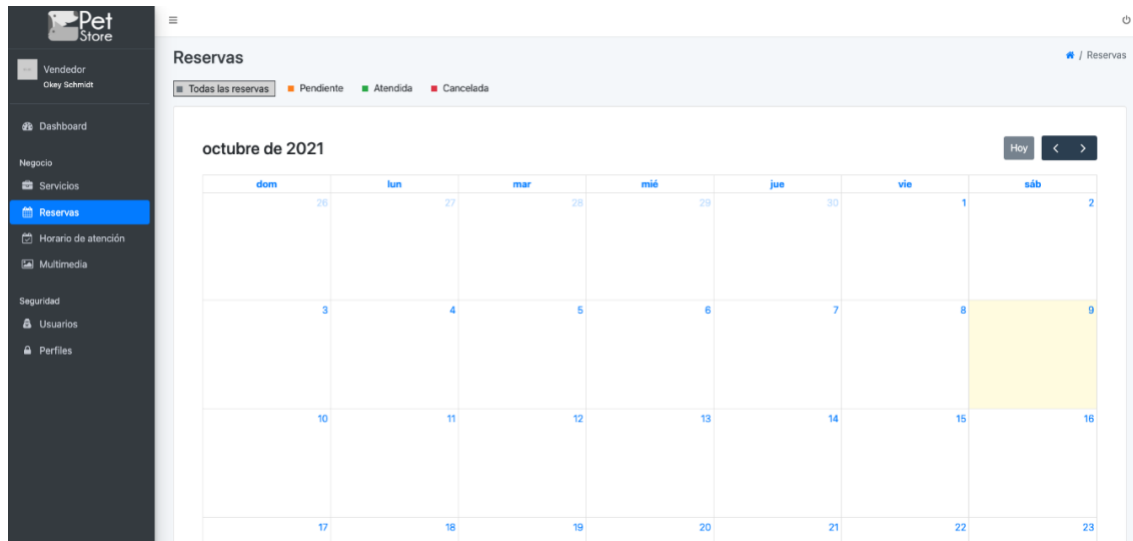 Pet
Store
Vendedor
Okey Schmidt
Dashboard
Negocio
Servicios
Reservas
Horario de atención
Multimedia
Seguridad
Usuarios
Perfiles
Reservas
/ Reservas
Todas las reservas Pendiente Atendida Cancelada
octubre de 2021
Hoy < >
dom lun mar mié jue vie sáb
26 27 28 29 30 1 2
3 4 5 6 7 8 9
10 11 12 13 14 15 16
17 18 19 20 21 22 23